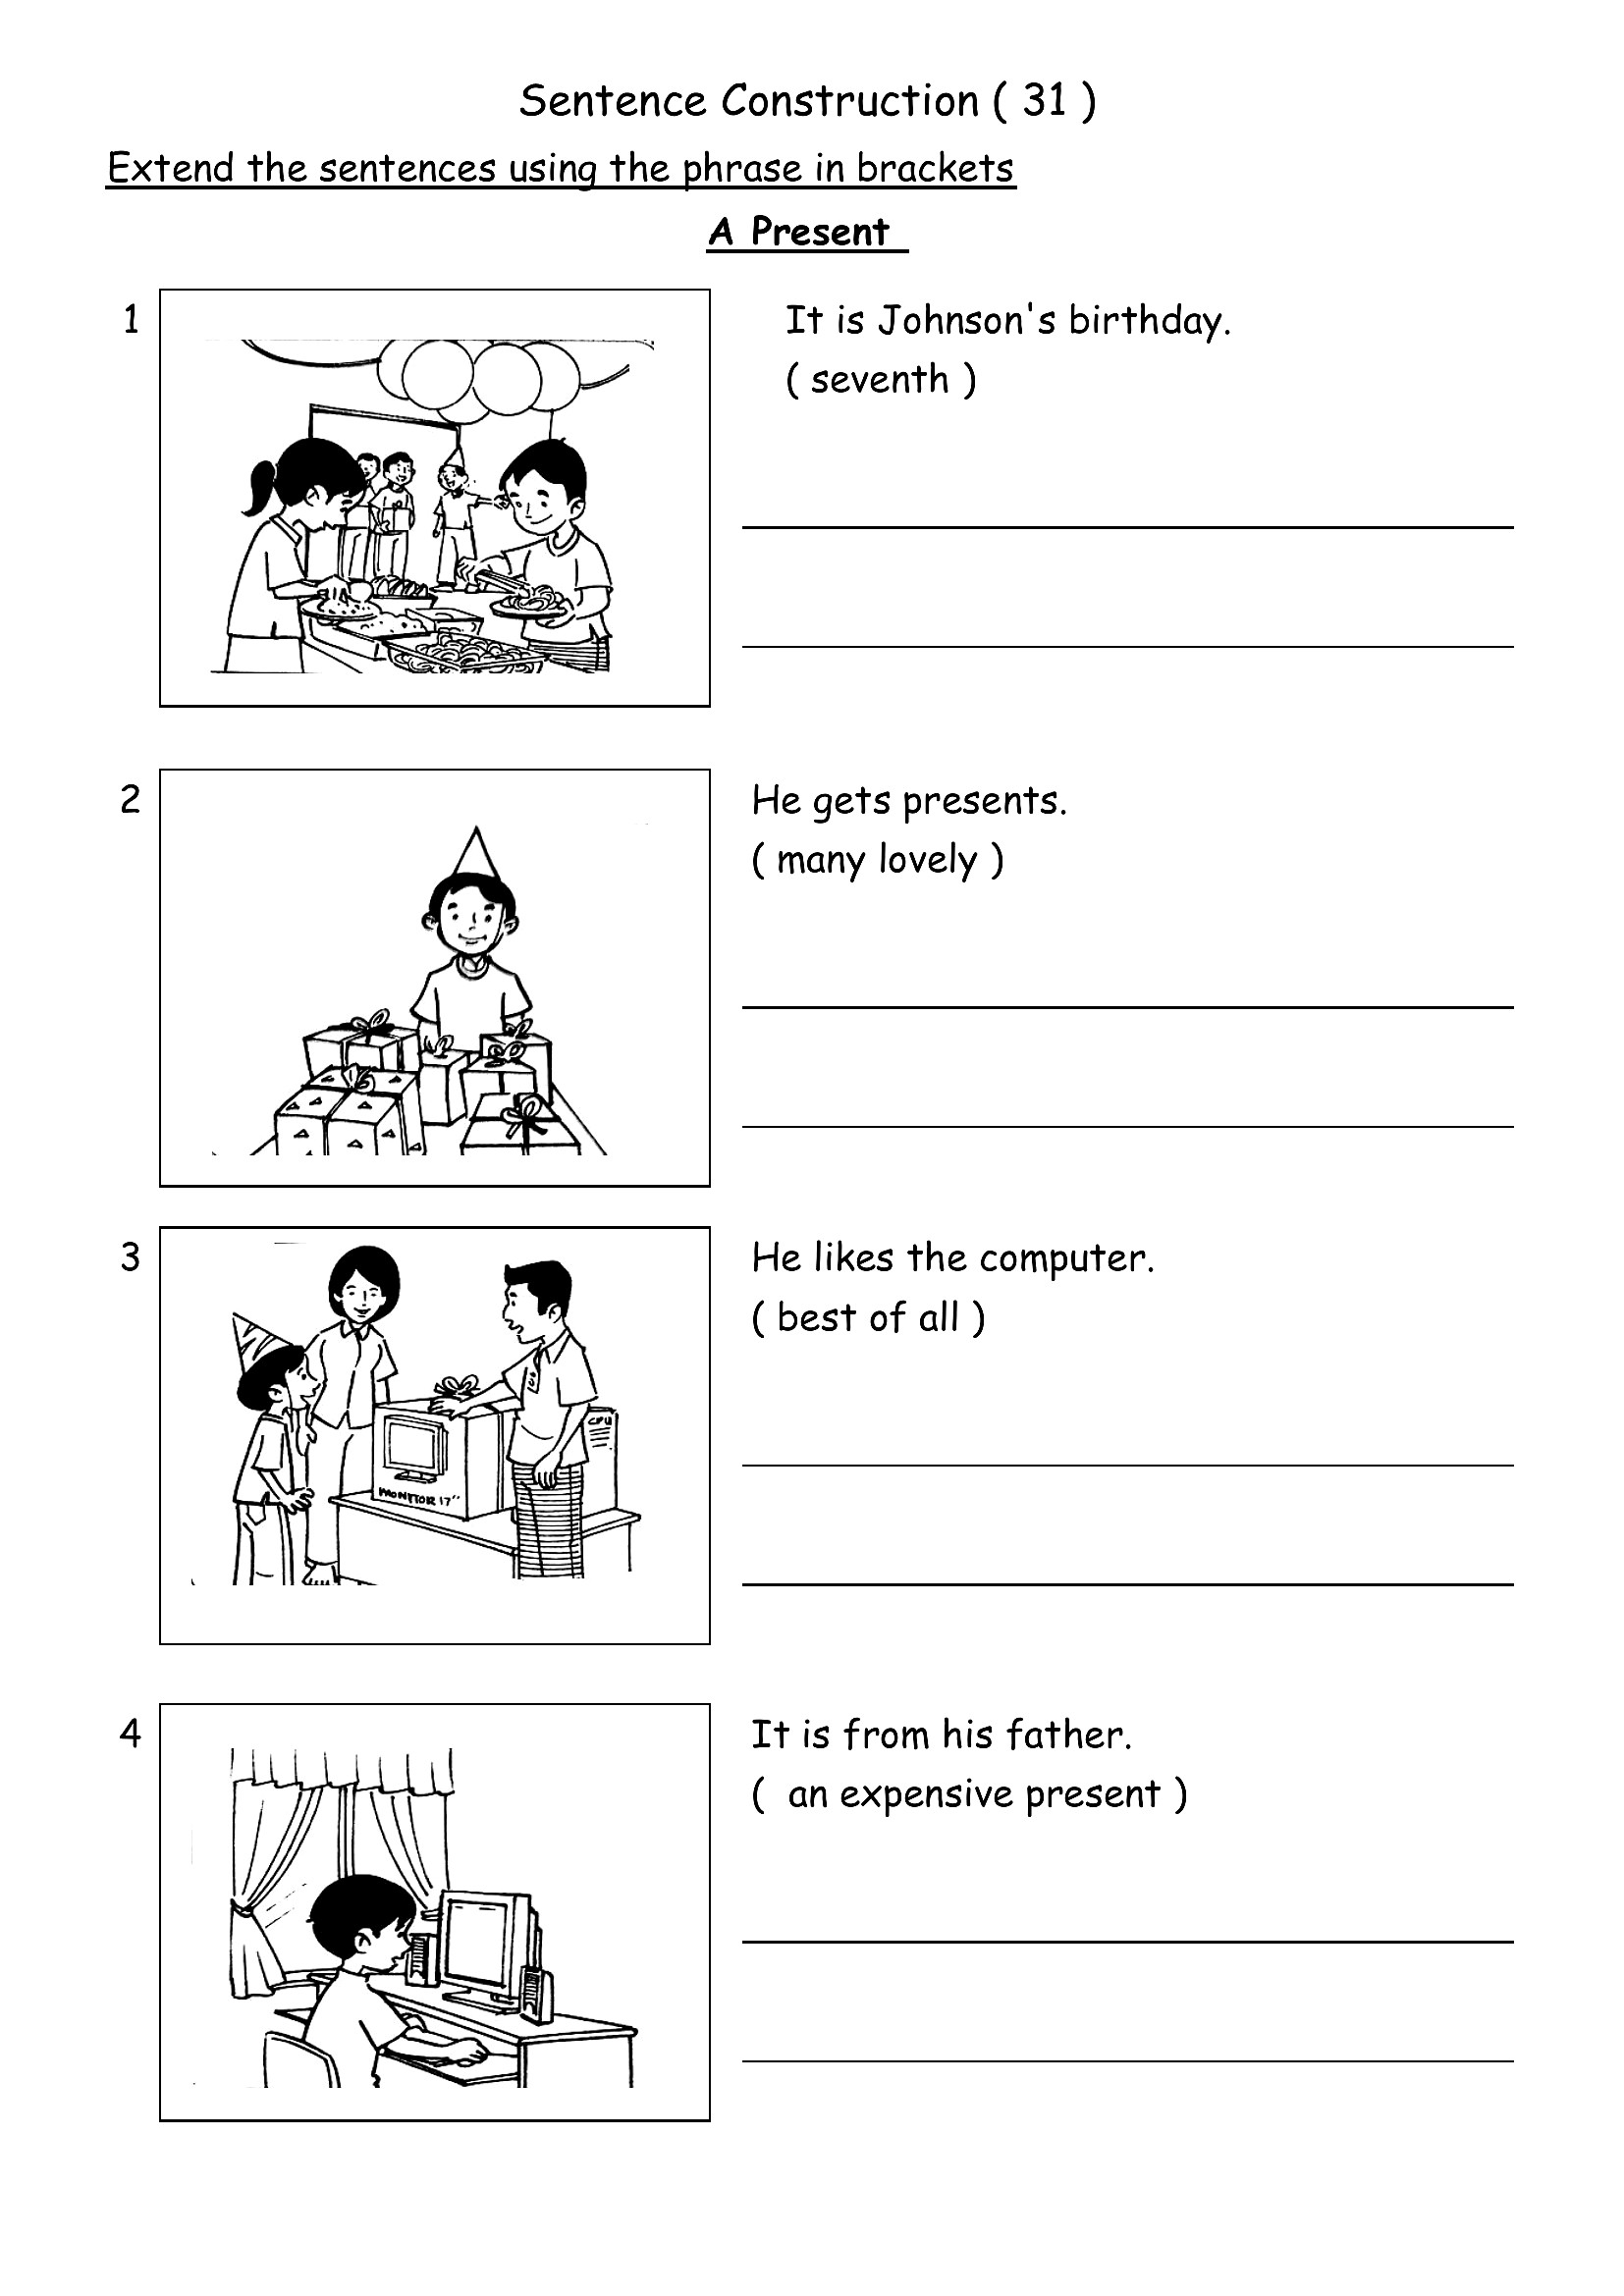 Sentence Construction ( 31 )
Extend the sentences using the phrase in brackets
A Present
1
It is Johnson's birthday.
( seventh )
2
He gets presents.
( many lovely )
3
He likes the computer.
( best of all )
CPU
MONITOR 17"
4
It is from his father.
( an expensive present )